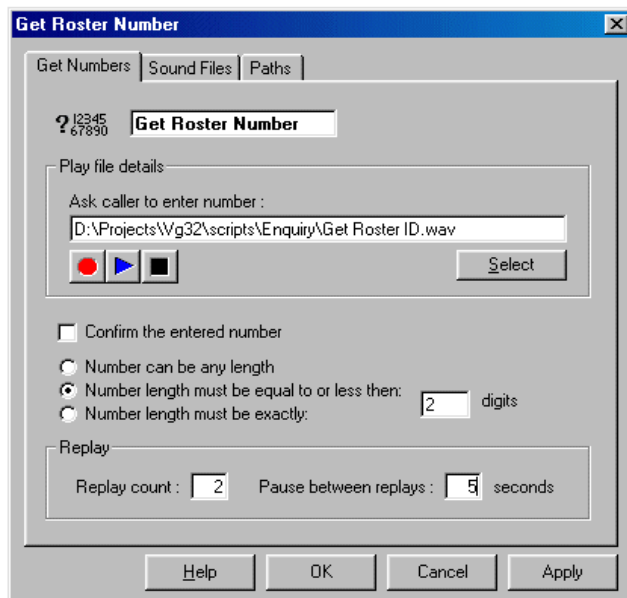 Get Roster Number
Get Numbers Sound Files Paths
? 12345
67890
Get Roster Number
Play file details
Ask caller to enter number :
D:\Projects\Vg32\scripts\Enquiry\Get Roster ID.wav
Select
Confirm the entered number
Number can be any length
Number length must be equal to or less then: 2 digits
Number length must be exactly:
Replay
Replay count : 2 Pause between replays : 5 seconds
Help OK Cancel Apply